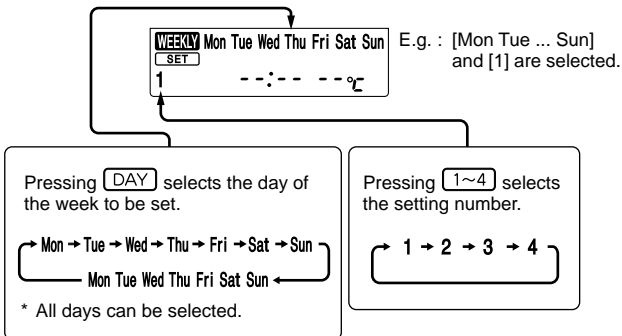 WEEKLY Mon Tue Wed Thu Fri Sat Sun
SET
1 --:-- --°C
E.g. : [Mon Tue ... Sun]
and [1] are selected.
Pressing DAY selects the day of
the week to be set.
Mon → Tue → Wed → Thu → Fri → Sat → Sun
Mon Tue Wed Thu Fri Sat Sun
* All days can be selected.
Pressing 1~4 selects
the setting number.
1 → 2 → 3 → 4